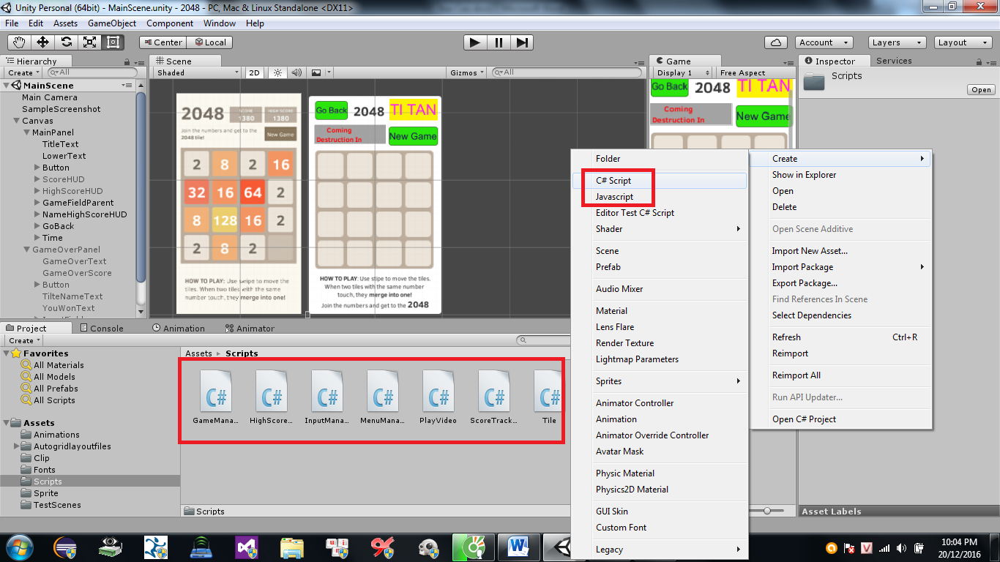 Unity Personal (64bit) - MainScene.unity - 2048 - PC, Mac & Linux Standalone <DX11>
File Edit Assets GameObject Component Window Help
Center Local
Account Layers Layout
Hierarchy
Create All
MainScene
Main Camera
SampleScreenshot
Canvas
MainPanel
TitleText
LowerText
Button
ScoreHUD
HighScoreHUD
GameFieldParent
NameHighScoreHUD
GoBack
Time
GameOverPanel
GameOverText
GameOverScore
Button
TilteNameText
YouWonText
Scene
Shaded 2D Gizmos All
2048
SCORE
1380
HIGH SCORE
1380
Join the numbers and get to the
2048 tile!
New Game
2 8 2 16
32 16 64 2
8 128 16 2
2 8 2
HOW TO PLAY: Use swipe to move the
tiles. When two tiles with the same
number touch, they merge into one!
Go Back 2048 TI TAN
Coming
Destruction In
New Game
HOW TO PLAY: Use stipe to move the tiles.
When two tiles with the same number
touch, they merge into one!
Join the numbers and get to the 2048
Game
Display 1 Free Aspect
Go Back 2048 TI TAN
Coming
Destruction In
New Game
Inspector Services
Scripts
Open
Folder
C# Script
Javascript
Editor Test C# Script
Shader
Scene
Prefab
Audio Mixer
Material
Lens Flare
Render Texture
Lightmap Parameters
Sprites
Animator Controller
Animation
Animator Override Controller
Avatar Mask
Physic Material
Physics2D Material
GUI Skin
Custom Font
Legacy
Create
Show in Explorer
Open
Delete
Open Scene Additive
Import New Asset...
Import Package
Export Package...
Find References In Scene
Select Dependencies
Refresh Ctrl+R
Reimport
Reimport All
Run API Updater...
Open C# Project
Project Console Animation Animator
Create
Favorites
All Materials
All Models
All Prefabs
All Scripts
Assets
Animations
Autogridlayoutfiles
Clip
Fonts
Scripts
Sprite
TestScenes
Assets Scripts
C# C# C# C# C# C# C#
GameMana... HighScore... InputMana... MenuMana... PlayVideo ScoreTrack... Tile
Scripts
Asset Labels
10:04 PM
20/12/2016